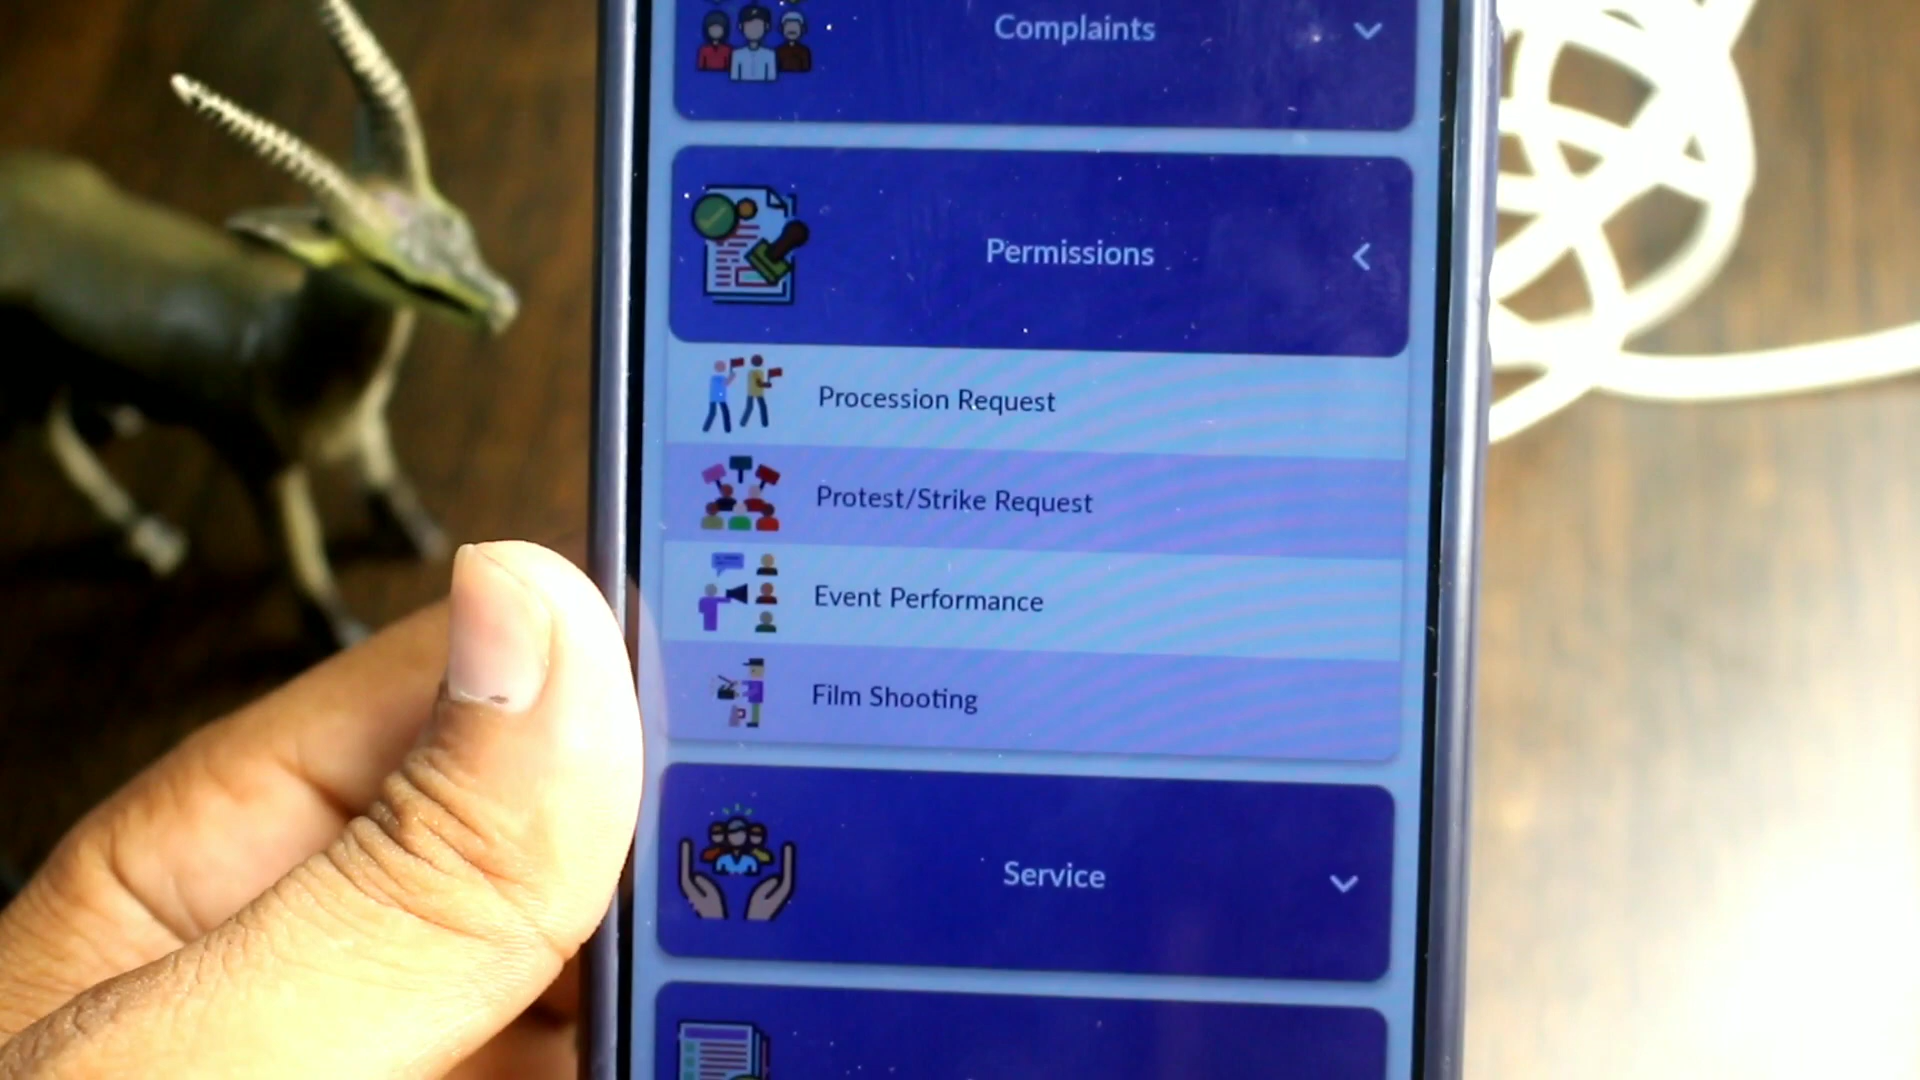 Complaints
Permissions
Procession Request
Protest/Strike Request
Event Performance
Film Shooting
Service